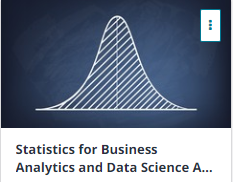 Statistics for Business
Analytics and Data Science A...